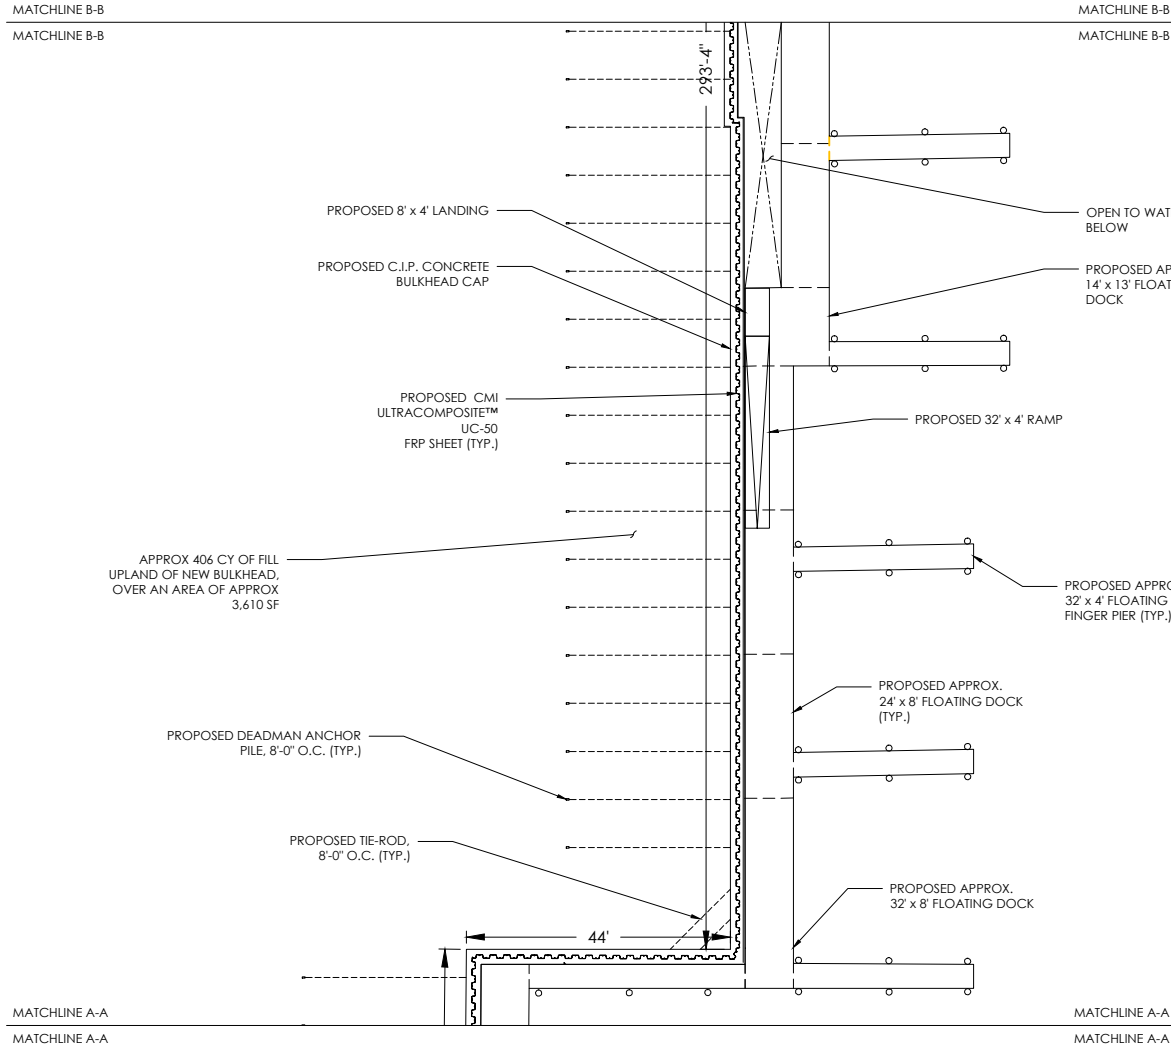 MATCHLINE B-B
MATCHLINE B-B
MATCHLINE B-B
MATCHLINE B-B
293'-4"
PROPOSED 8' x 4' LANDING
OPEN TO WAT
BELOW
PROPOSED C.I.P. CONCRETE
BULKHEAD CAP
PROPOSED AP
14' x 13' FLOAT
DOCK
PROPOSED CMI
ULTRACOMPOSITE™
UC-50
FRP SHEET (TYP.)
PROPOSED 32' x 4' RAMP
APPROX 406 CY OF FILL
UPLAND OF NEW BULKHEAD,
OVER AN AREA OF APPROX
3,610 SF
PROPOSED APPRO
32' x 4' FLOATING
FINGER PIER (TYP.)
PROPOSED APPROX.
24' x 8' FLOATING DOCK
(TYP.)
PROPOSED DEADMAN ANCHOR
PILE, 8'-0" O.C. (TYP.)
PROPOSED TIE-ROD,
8'-0" O.C. (TYP.)
PROPOSED APPROX.
32' x 8' FLOATING DOCK
44'
MATCHLINE A-A
MATCHLINE A-A
MATCHLINE A-A
MATCHLINE A-A